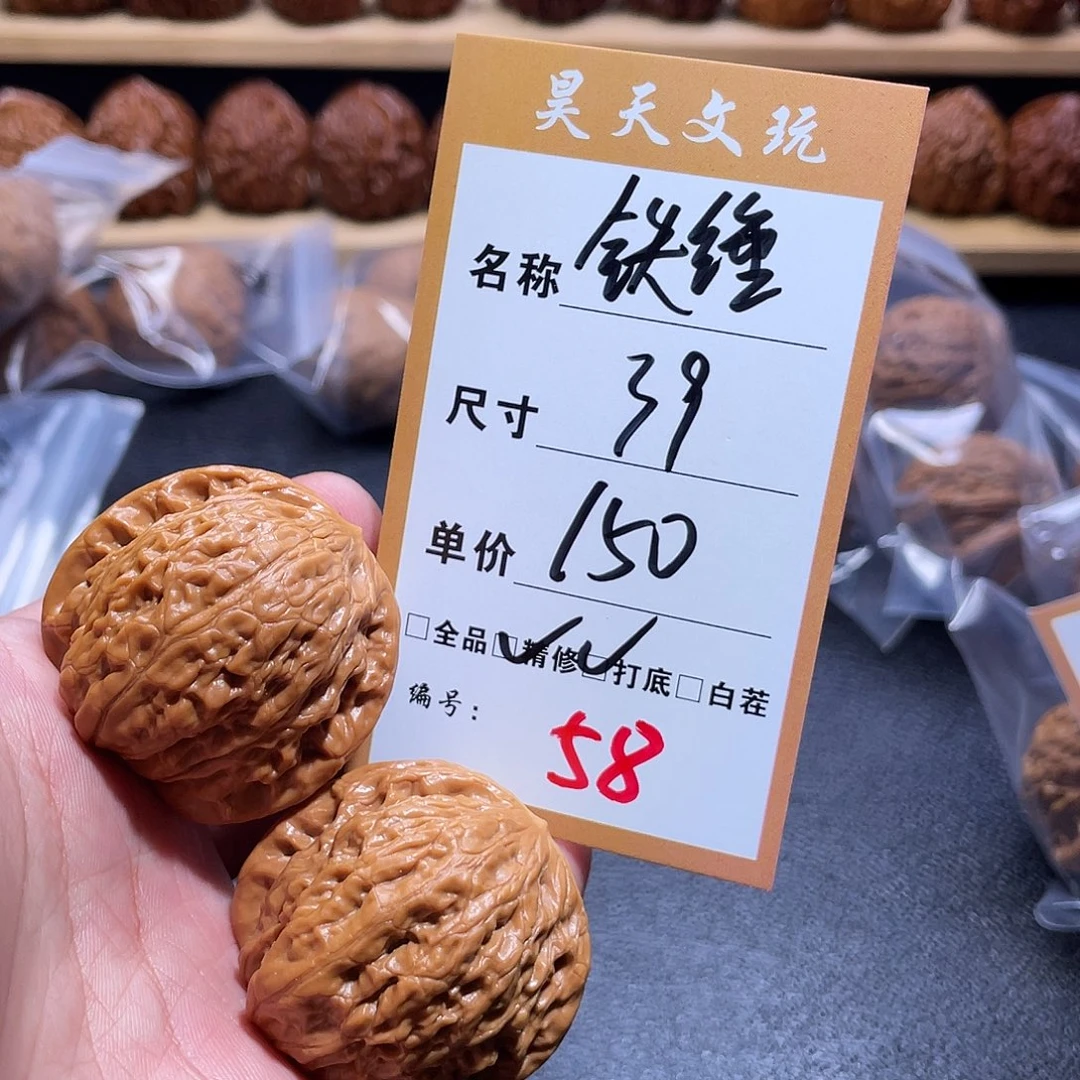 昊天文玩
名称 铁缍
尺寸 39
单价 150
□全品 ☑精修 ☑打底 □白茬
编号：
58